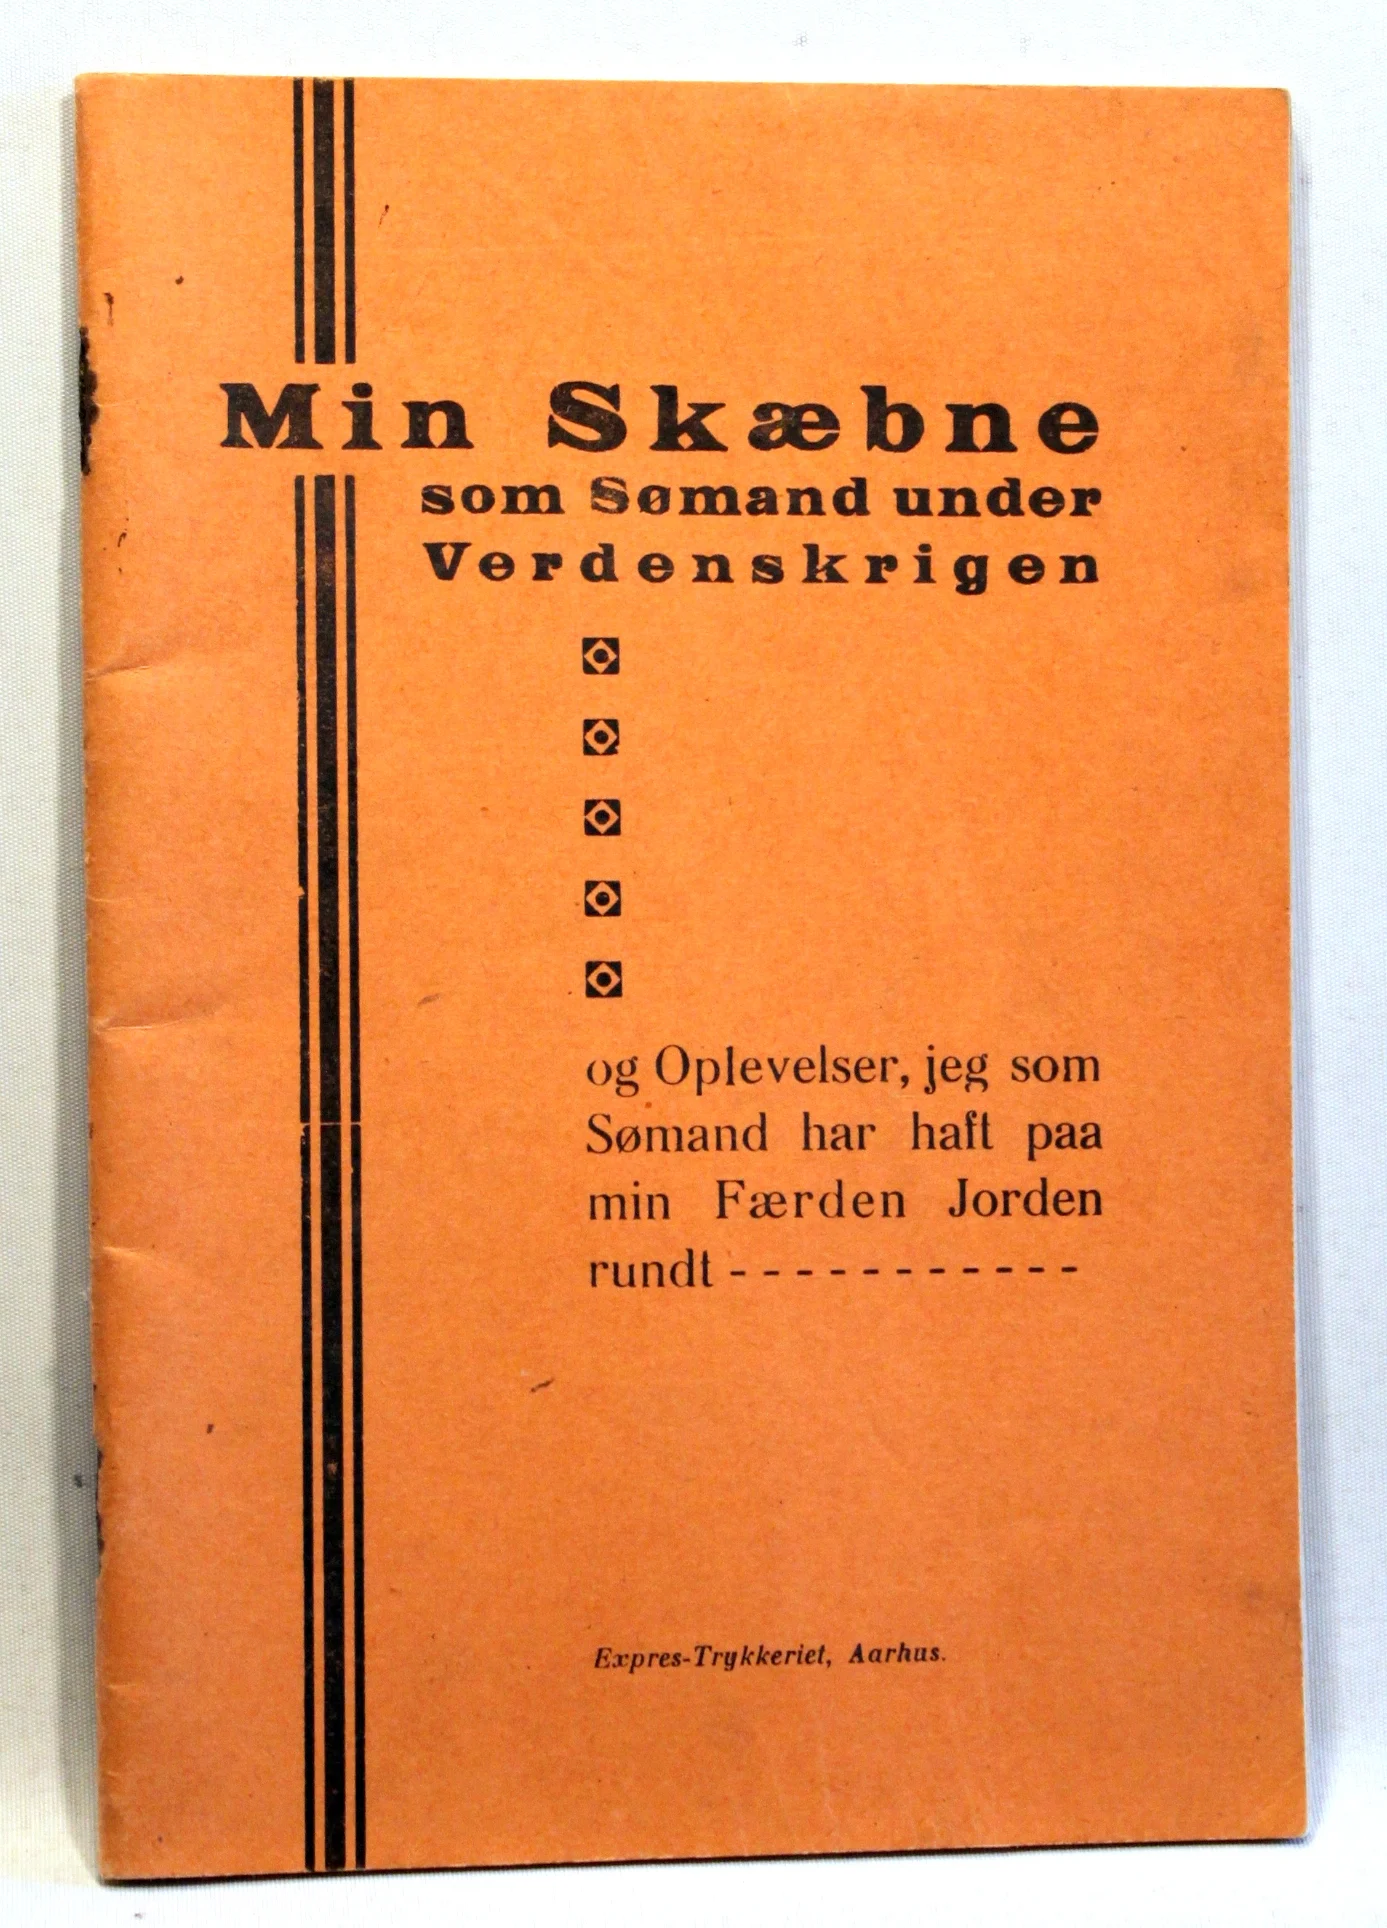 Min Skæbne
som Sømand under
Verdenskrigen
og Oplevelser, jeg som
Sømand har haft paa
min Færden Jorden
rundt - - - - - - - - - - -
Expres-Trykkeriet, Aarhus.